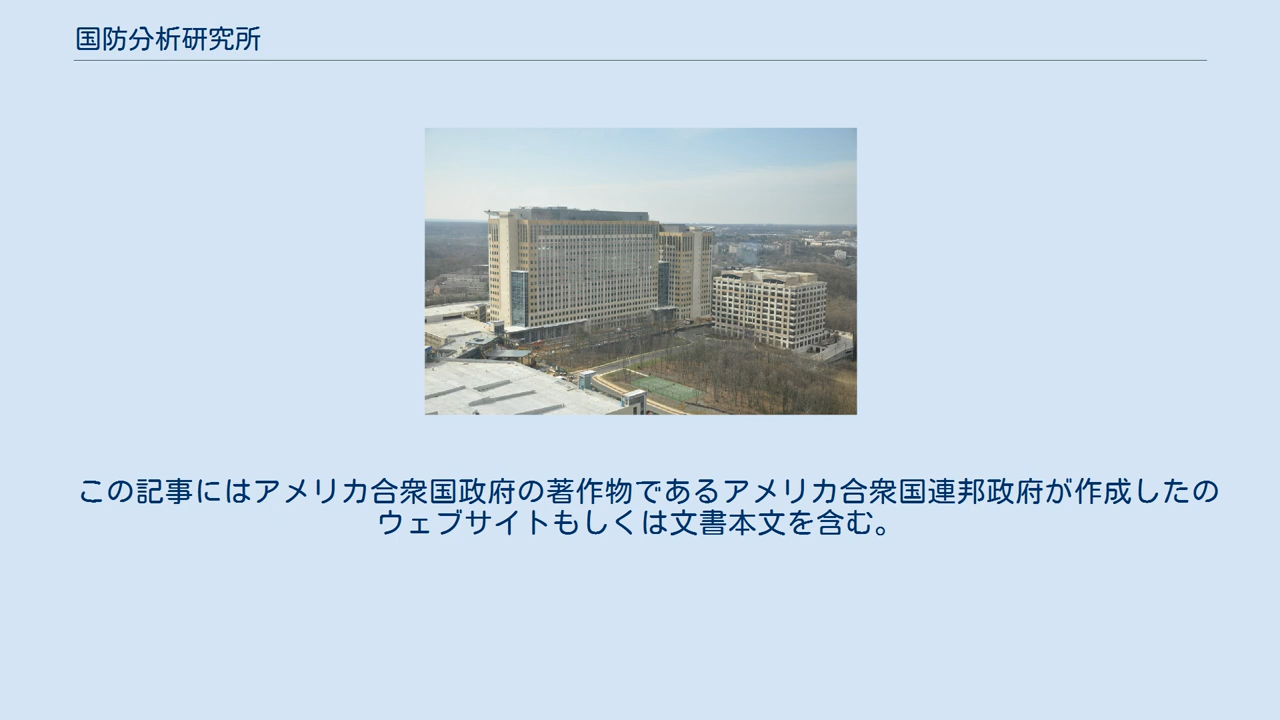 国防分析研究所
この記事にはアメリカ合衆国政府の著作物であるアメリカ合衆国連邦政府が作成したの
ウェブサイトもしくは文書本文を含む。